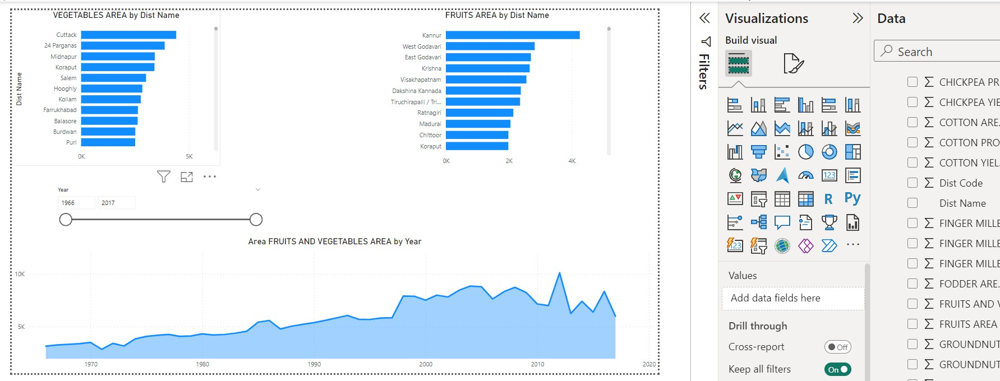 VEGETABLES AREA by Dist Name
Dist Name
Cuttack
24 Parganas
Midnapur
Koraput
Salem
Hooghly
Kollam
Farrukhabad
Balasore
Burdwan
Puri
0K 5K
FRUITS AREA by Dist Name
Kannur
West Godavari
East Godavari
Krishna
Visakhapatnam
Dakshina Kannada
Tiruchirapalli / Tri...
Ratnagiri
Madurai
Chittoor
Koraput
0K 2K 4K
Year
1966 2017
Area FRUITS AND VEGETABLES AREA by Year
10K
5K
1970 1980 1990 2000 2010 2020
Filters
Visualizations
Build visual
123
R Py
123
Values
Add data fields here
Drill through
Cross-report Off
Keep all filters On
Data
Search
CHICKPEA PR
CHICKPEA YIE
COTTON ARE.
COTTON PRO
COTTON YIEL.
Dist Code
Dist Name
FINGER MILLE
FINGER MILLE
FINGER MILLE
FODDER ARE.
FRUITS AND V
FRUITS AREA
GROUNDNUT
GROUNDNUT